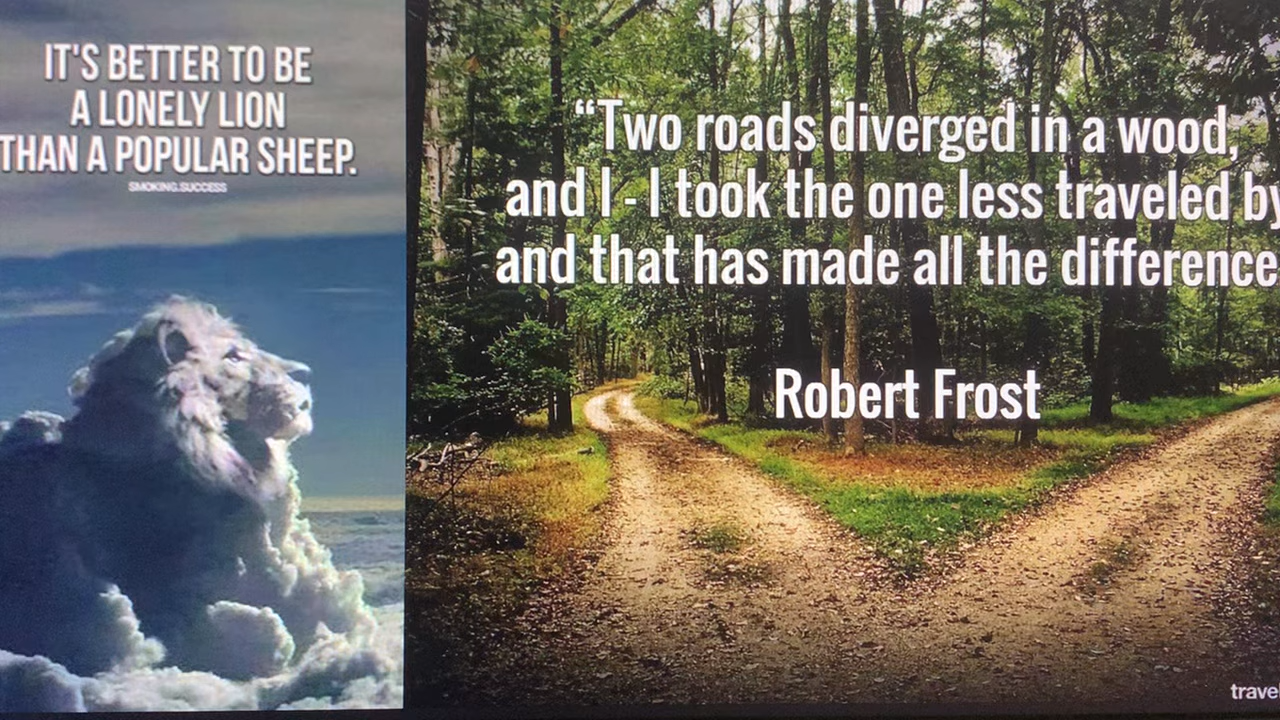 IT'S BETTER TO BE
A LONELY LION
THAN A POPULAR SHEEP.
SMOKING.SUCCESS
“Two roads diverged in a wood,
and I - I took the one less traveled by
and that has made all the difference
Robert Frost
travel